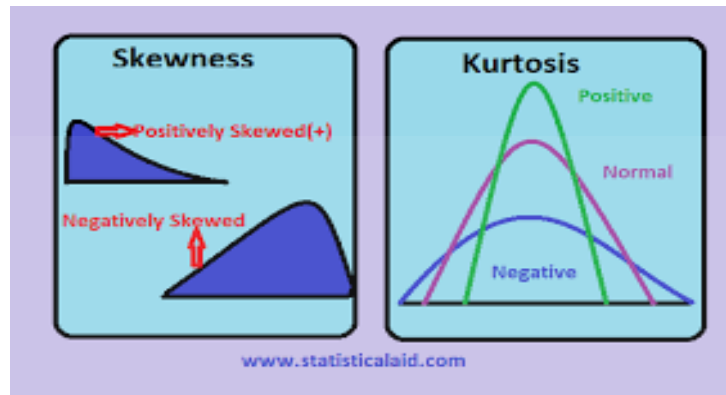 Skewness
Positively Skewed(+)
Negatively Skewed
Kurtosis
Positive
Normal
Negative
www.statisticalaid.com